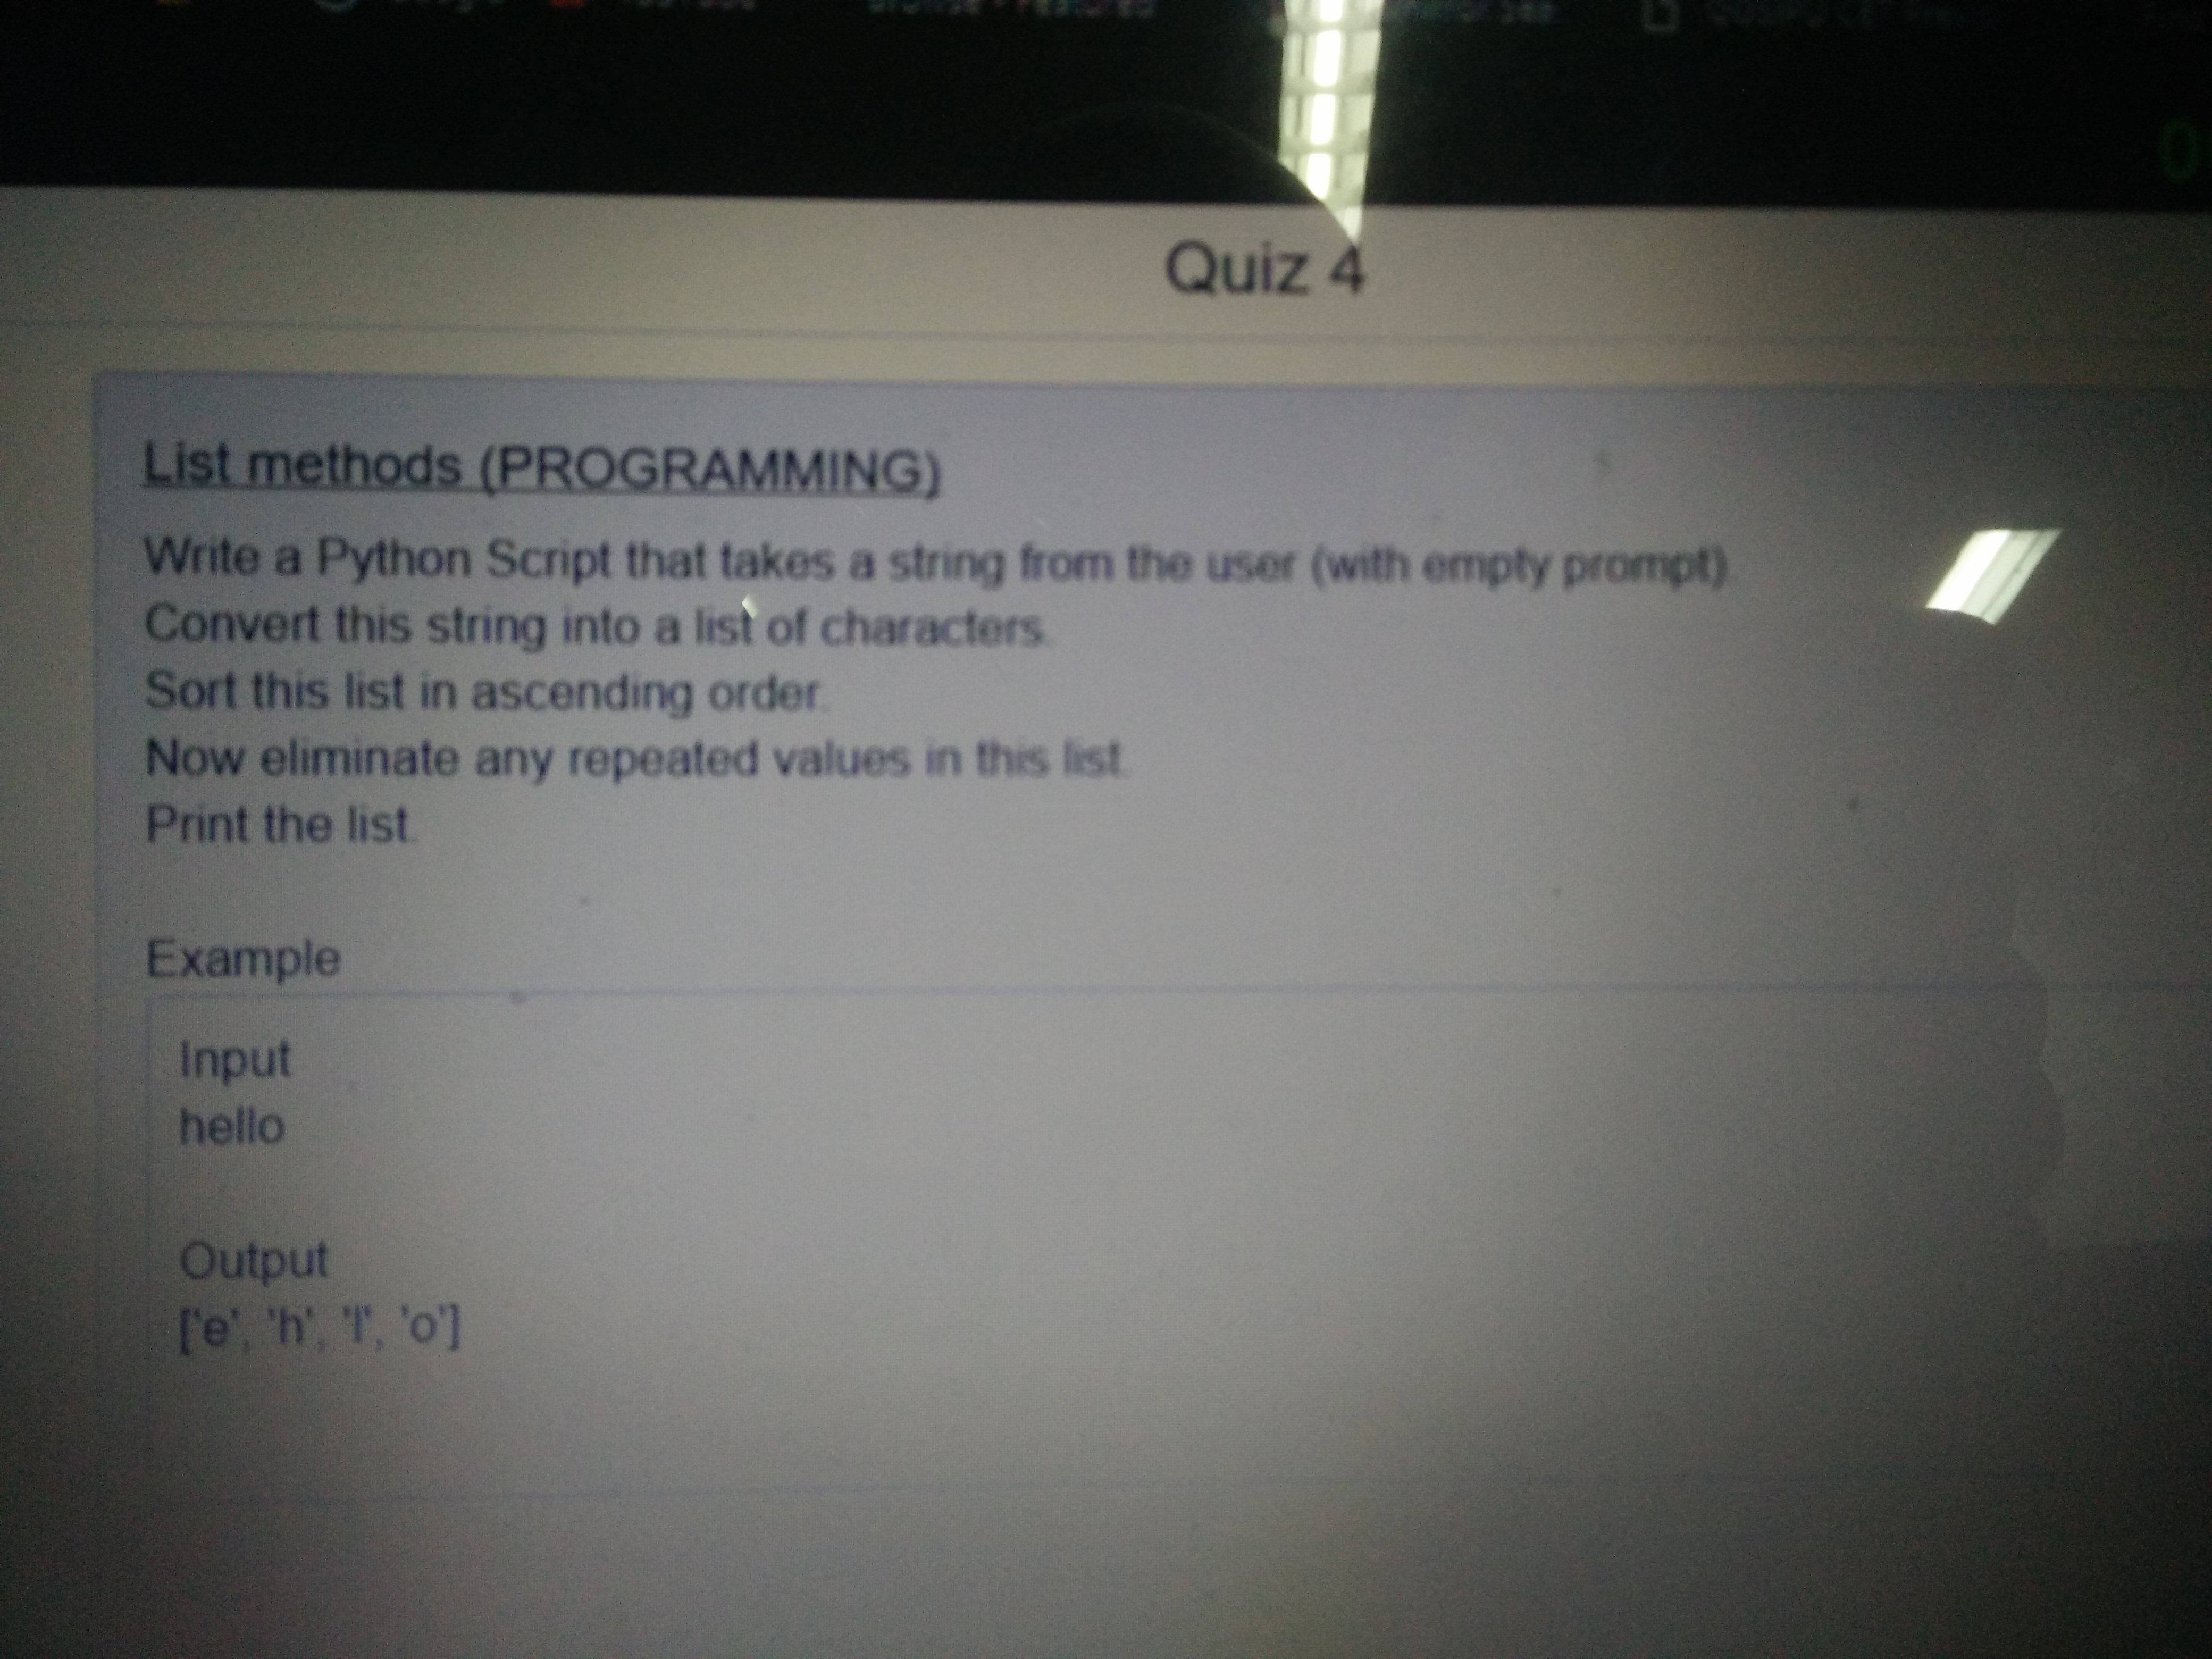 Browse - Featured
Quiz 4
List methods (PROGRAMMING)
Write a Python Script that takes a string from the user (with empty prompt).
Convert this string into a list of characters.
Sort this list in ascending order.
Now eliminate any repeated values in this list.
Print the list.
Example
Input
hello
Output
['e', 'h', 'l', 'o']